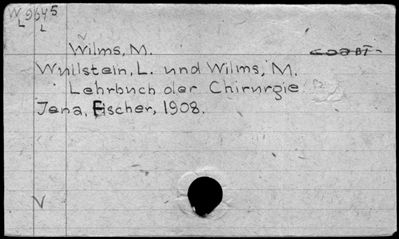 W 9645
L L
Wilms, M.
Wullstein, L. und Wilms, M.
Lehrbuch der Chirurgie
Jena, Fischer, 1908.
V